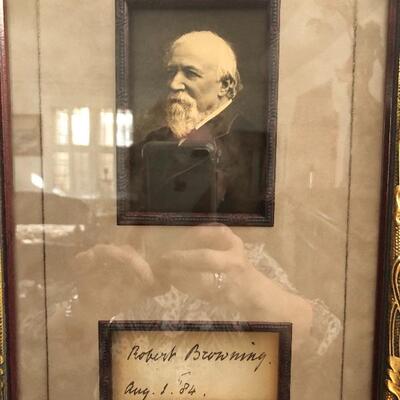 Robert Browning.
Aug. 1. '84.